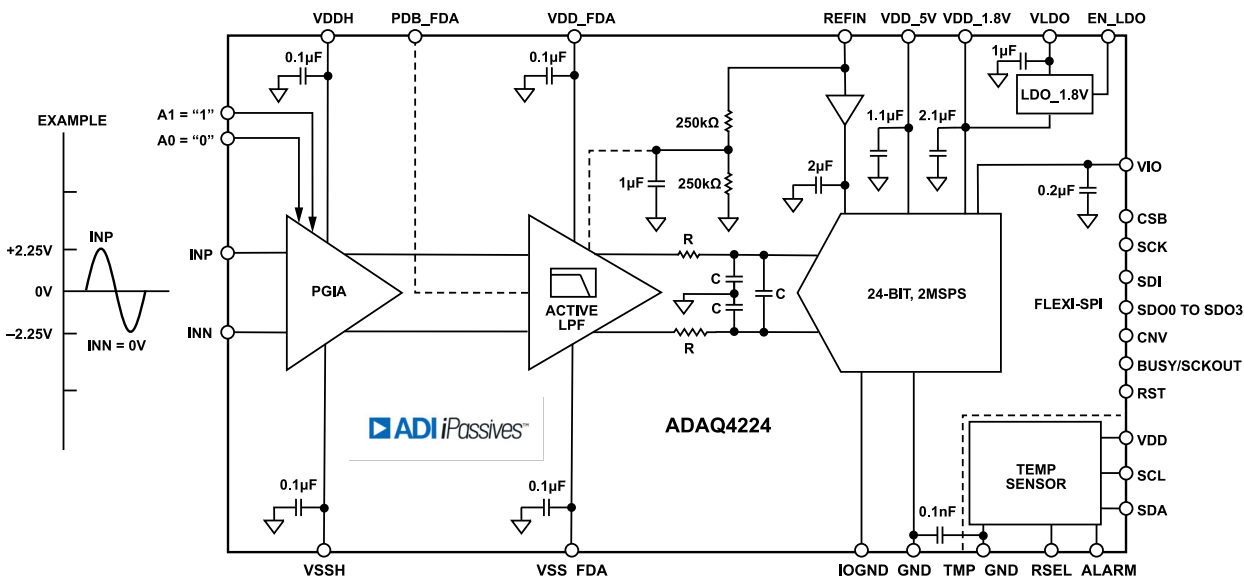 VDDH PDB_FDA VDD_FDA REFIN VDD_5V VDD_1.8V VLDO EN_LDO
0.1µF
0.1µF
1µF
LDO_1.8V
A1 = “1”
A0 = “0”
EXAMPLE
250kΩ
1.1µF
2.1µF
1µF
250kΩ
2µF
VIO
0.2µF
CSB
SCK
SDI
SDO0 TO SDO3
CNV
BUSY/SCKOUT
RST
FLEXI-SPI
+2.25V
0V
–2.25V
INP
INN = 0V
INP
INN
PGIA
ACTIVE
LPF
R
C
C
C
R
24-BIT, 2MSPS
ADI iPassives™
ADAQ4224
TEMP
SENSOR
VDD
SCL
SDA
0.1µF
0.1µF
0.1nF
VSSH VSS_FDA IOGND GND TMP GND RSEL ALARM